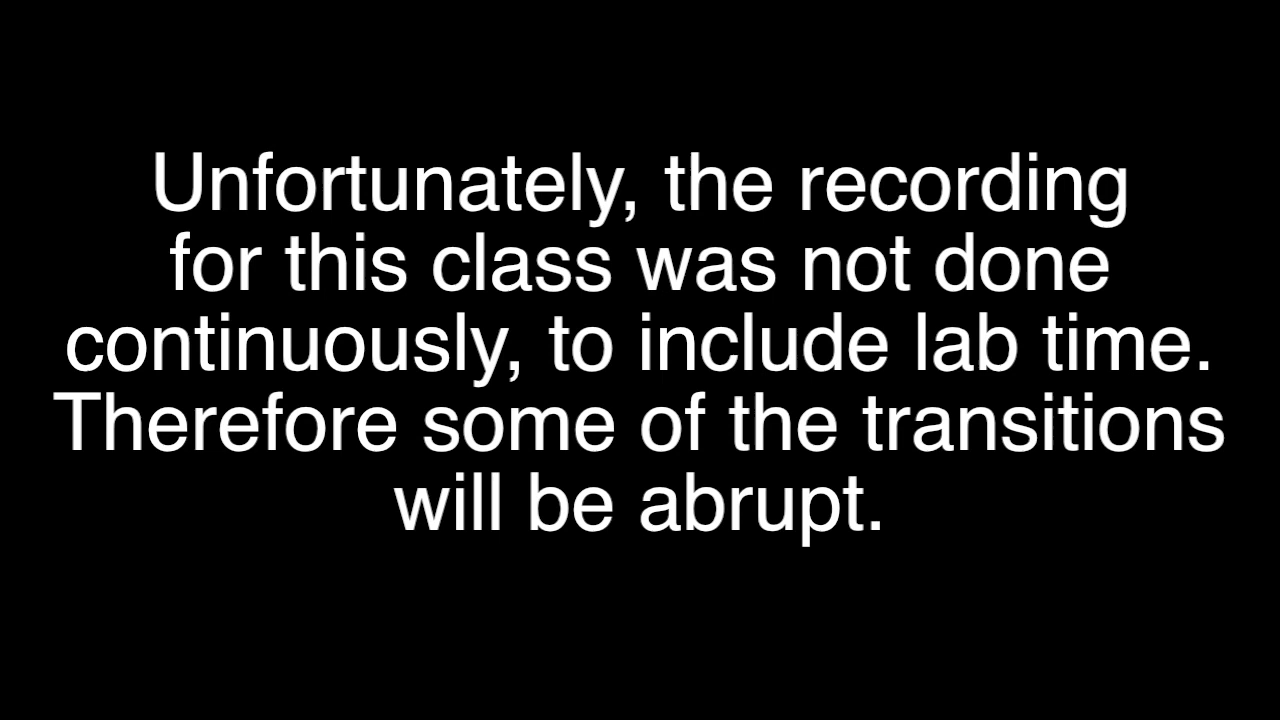 Unfortunately, the recording
for this class was not done
continuously, to include lab time.
Therefore some of the transitions
will be abrupt.